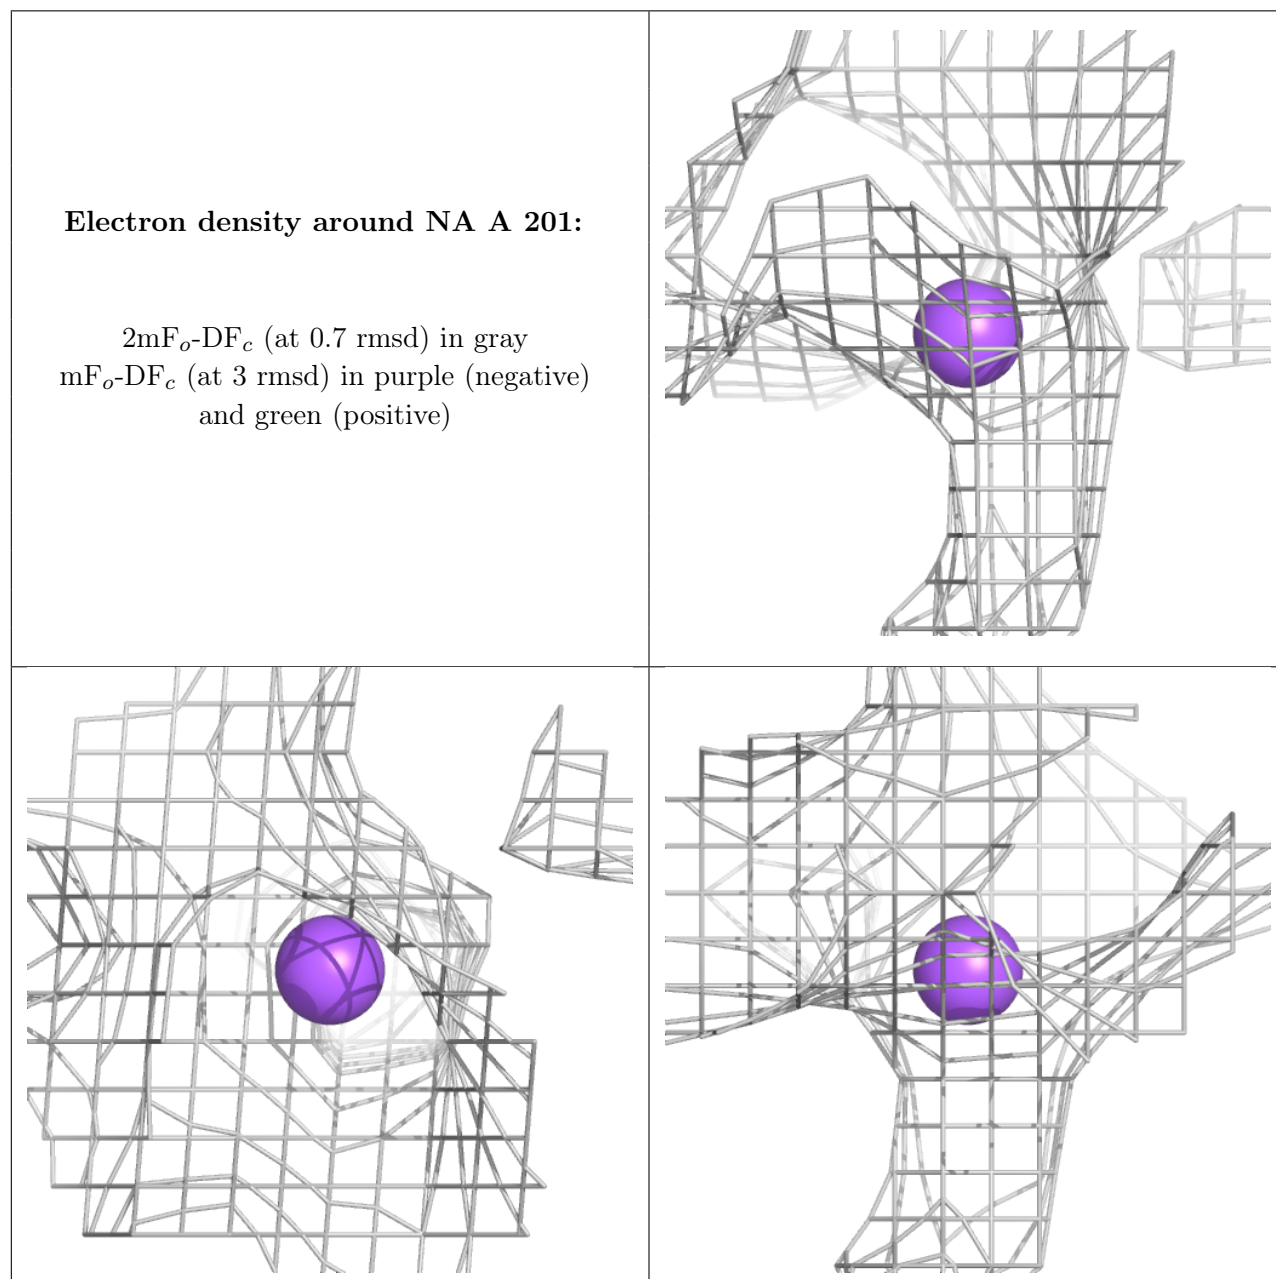 Electron density around NA A 201:
2mFo-DFc (at 0.7 rmsd) in gray
mFo-DFc (at 3 rmsd) in purple (negative)
and green (positive)